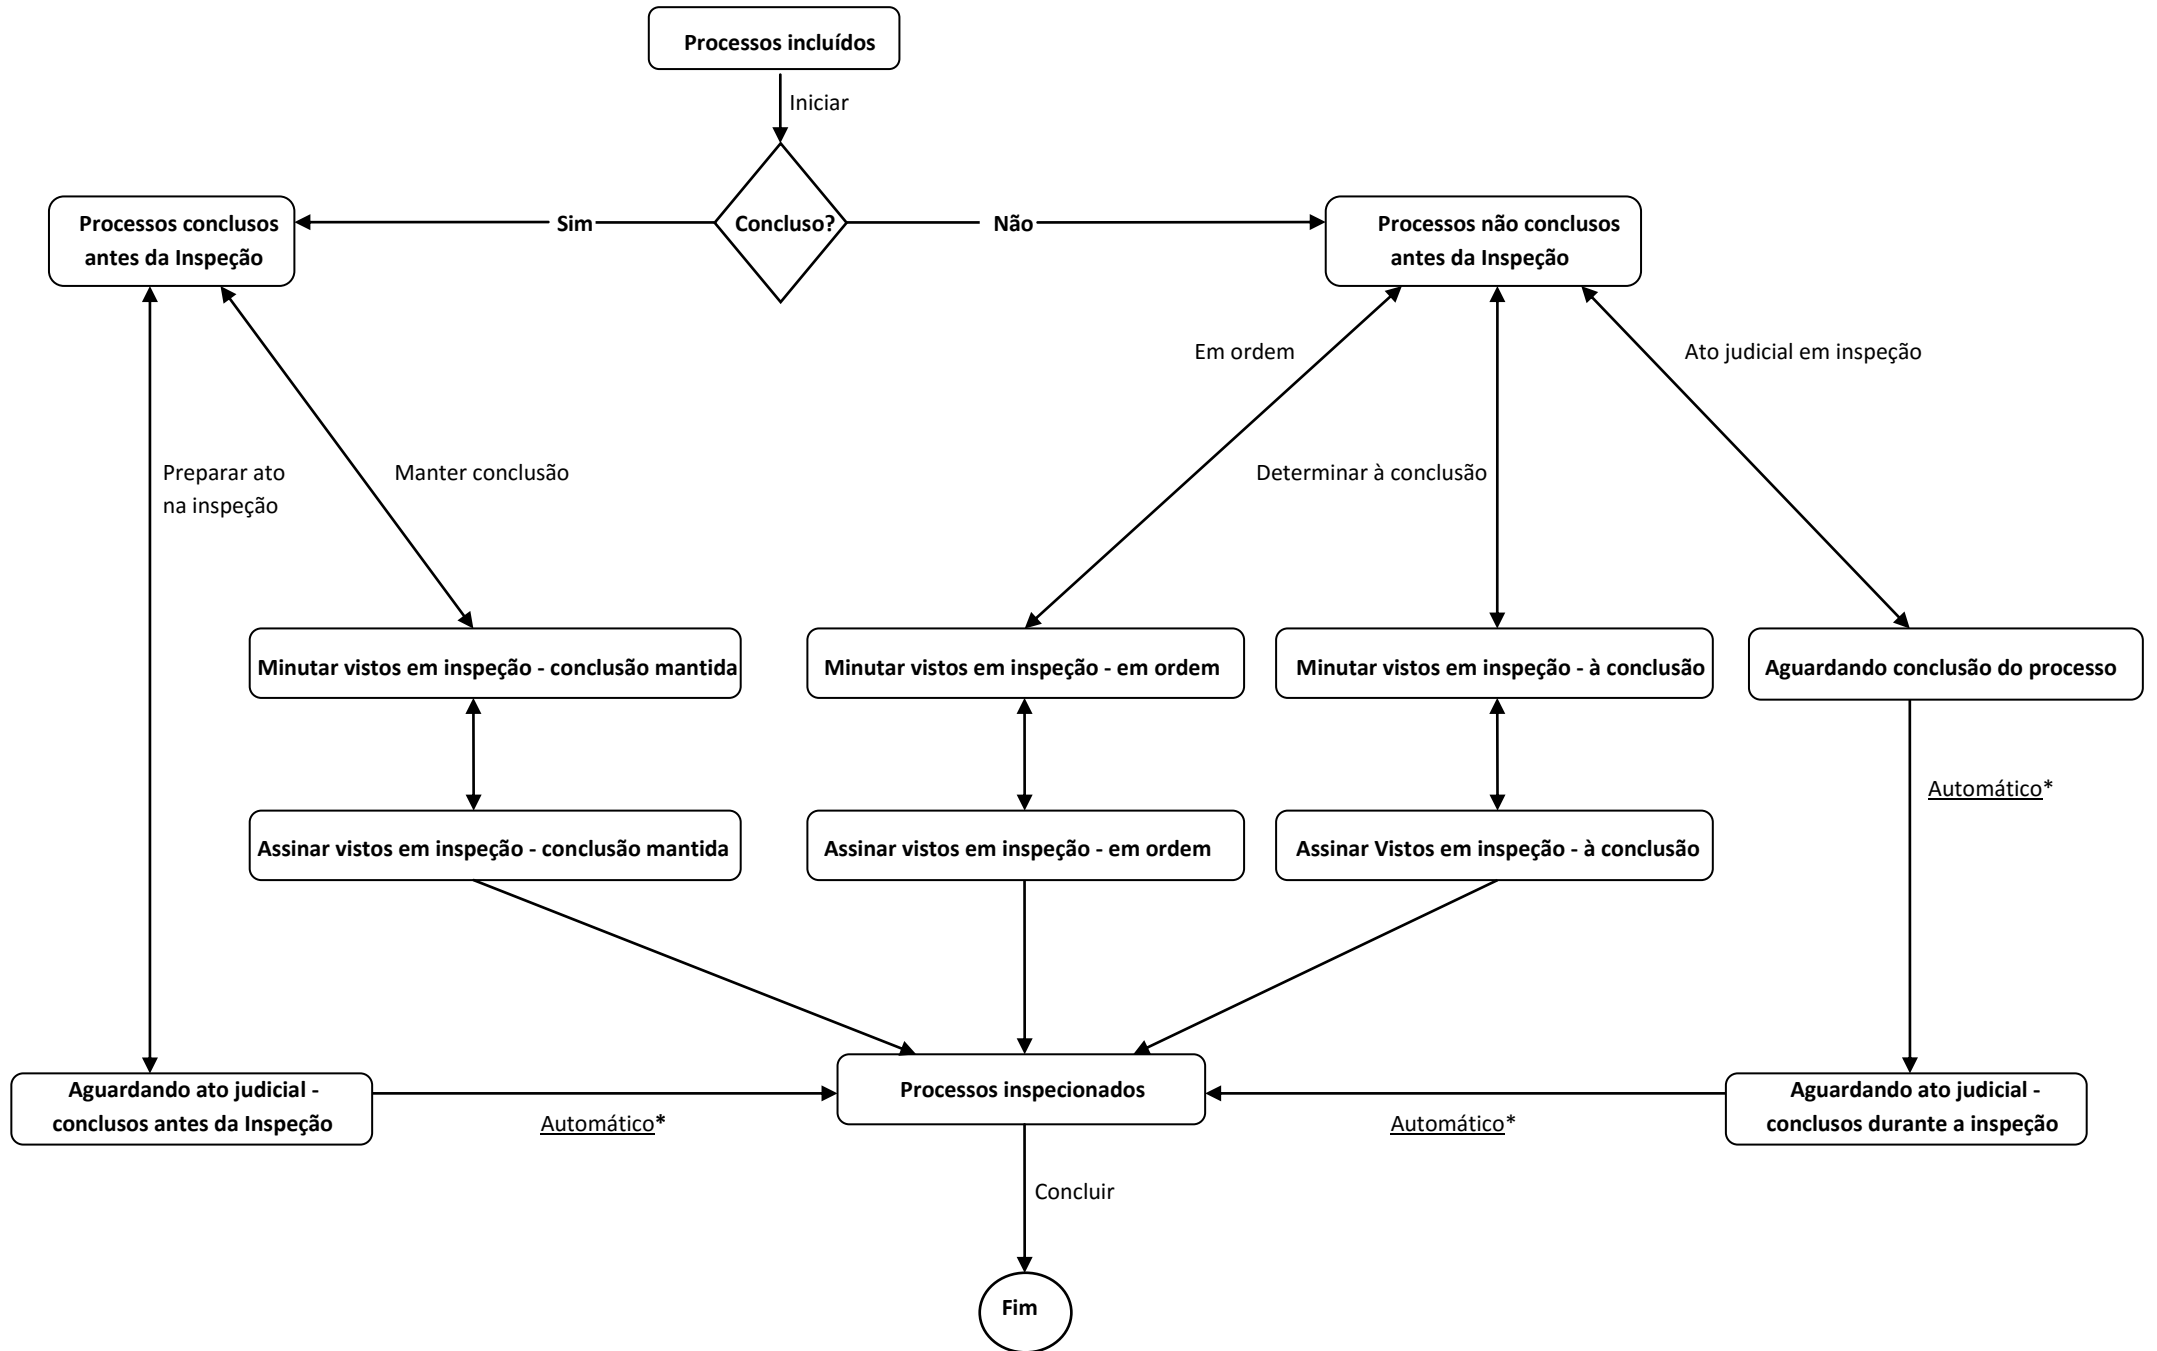 Processos incluídos
Iniciar
Processos conclusos
antes da Inspeção
Sim
Concluso?
Não
Processos não conclusos
antes da Inspeção
Em ordem
Ato judicial em inspeção
Preparar ato
na inspeção
Manter conclusão
Determinar à conclusão
Minutar vistos em inspeção - conclusão mantida
Minutar vistos em inspeção - em ordem
Minutar vistos em inspeção - à conclusão
Aguardando conclusão do processo
Automático*
Assinar vistos em inspeção - conclusão mantida
Assinar vistos em inspeção - em ordem
Assinar Vistos em inspeção - à conclusão
Aguardando ato judicial -
conclusos antes da Inspeção
Automático*
Processos inspecionados
Automático*
Aguardando ato judicial -
conclusos durante a inspeção
Concluir
Fim